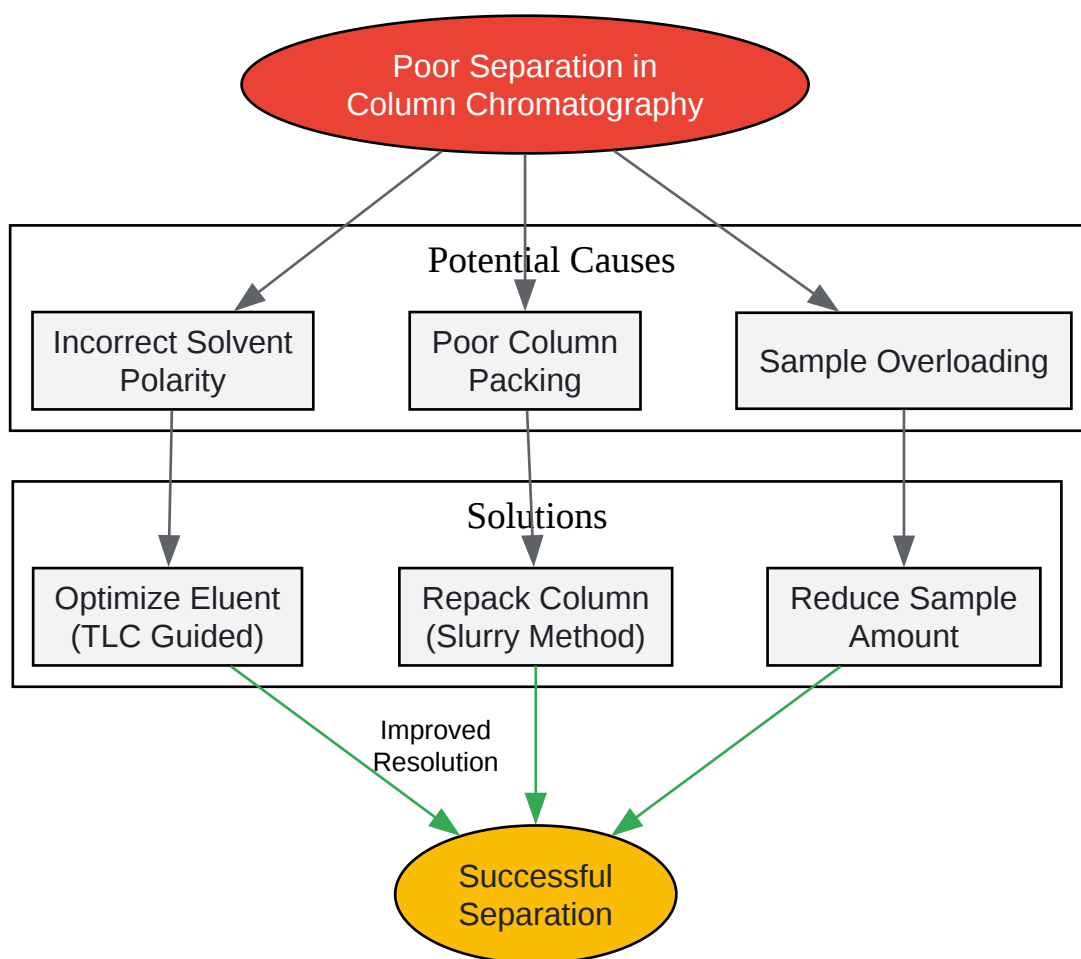 Poor Separation in
Column Chromatography
Potential Causes
Incorrect Solvent
Polarity
Poor Column
Packing
Sample Overloading
Solutions
Optimize Eluent
(TLC Guided)
Repack Column
(Slurry Method)
Reduce Sample
Amount
Improved
Resolution
Successful
Separation